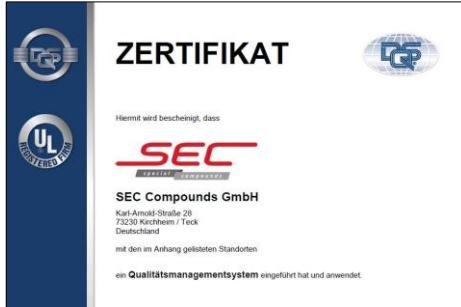 DQS
ZERTIFIKAT
DQS
UL
REGISTERED FIRM
Hiermit wird bescheinigt, dass
SEC
special compounds
SEC Compounds GmbH
Karl-Arnold-Straße 28
73230 Kirchheim / Teck
Deutschland
mit den im Anhang gelisteten Standorten
ein Qualitätsmanagementsystem eingeführt hat und anwendet.